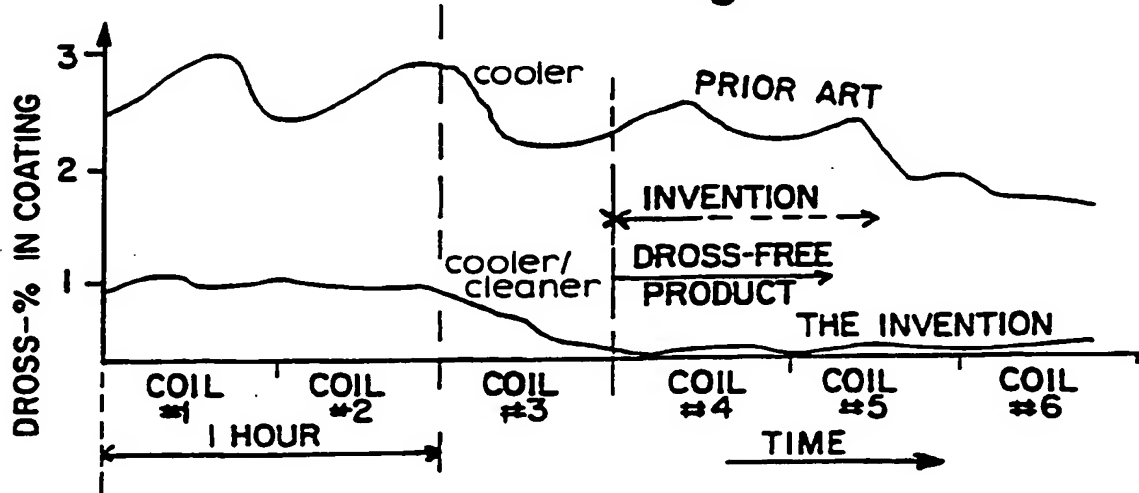 3
cooler
PRIOR ART
2
INVENTION
cooler/
cleaner
DROSS-FREE
PRODUCT
1
THE INVENTION
DROSS-% IN COATING
COIL
#1
COIL
#2
COIL
#3
COIL
#4
COIL
#5
COIL
#6
1 HOUR
TIME